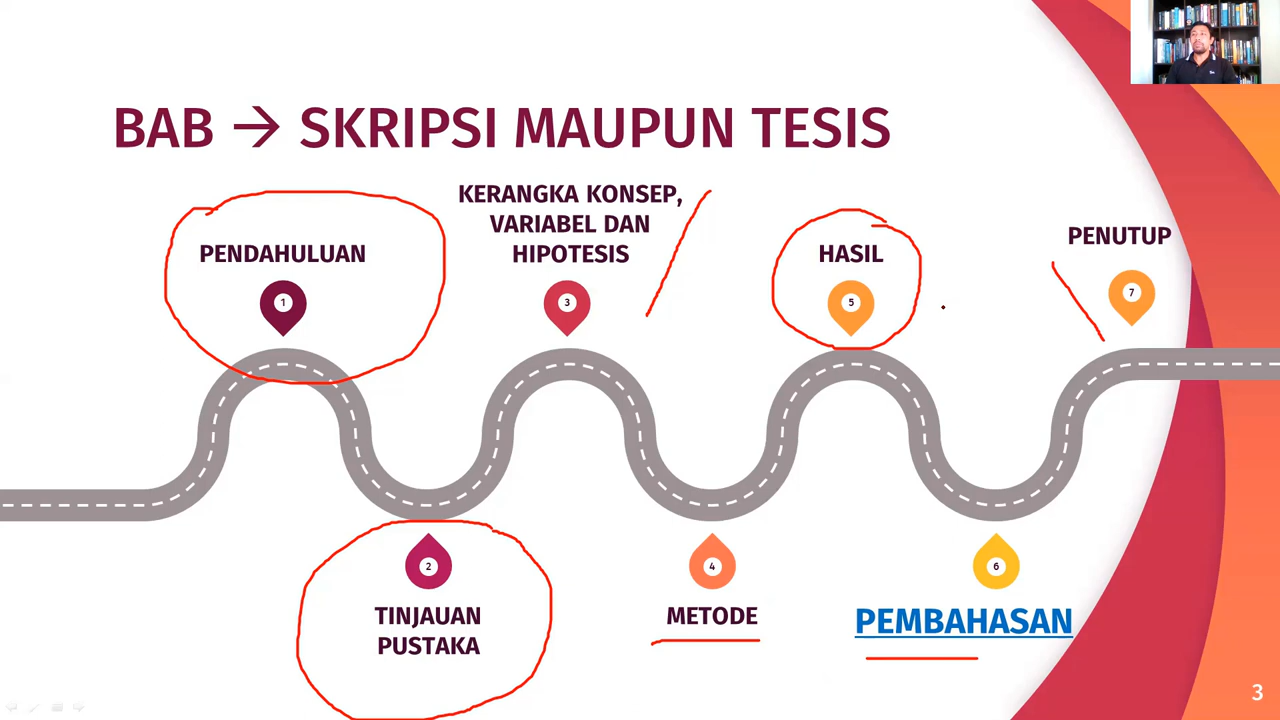 BAB → SKRIPSI MAUPUN TESIS
PENDAHULUAN
1
TINJAUAN
PUSTAKA
2
KERANGKA KONSEP,
VARIABEL DAN
HIPOTESIS
3
METODE
4
HASIL
5
PEMBAHASAN
6
PENUTUP
7
3